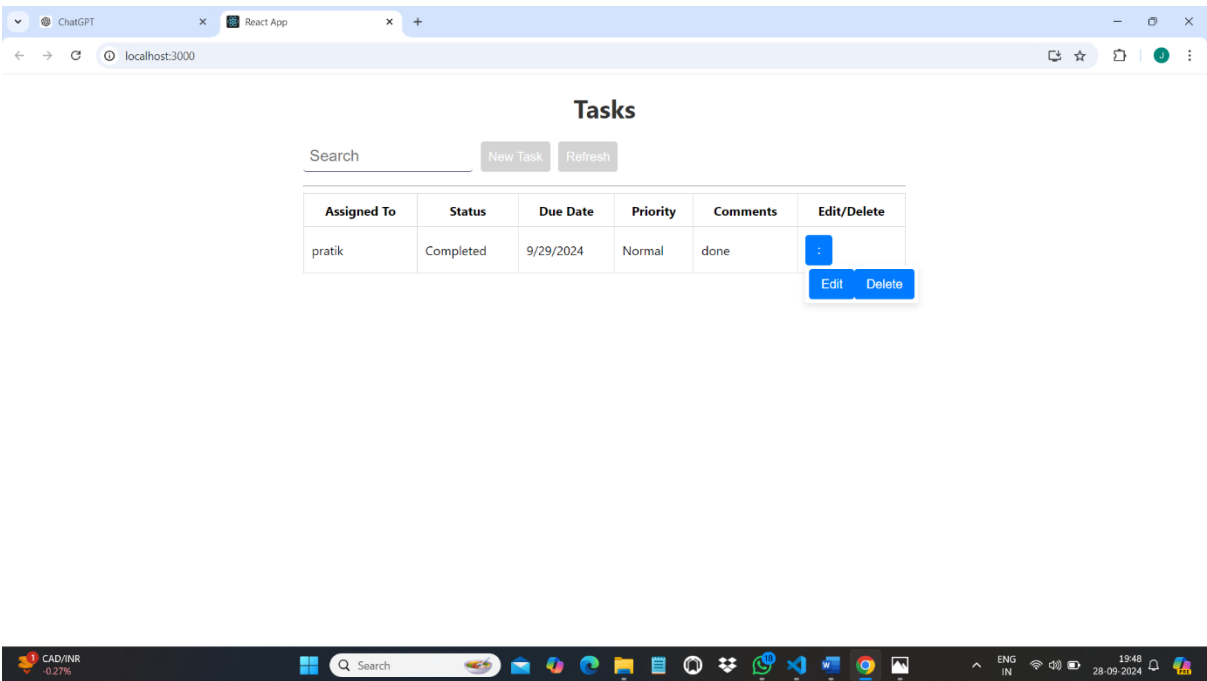 ChatGPT React App
localhost:3000 J
Tasks
Search New Task Refresh
Assigned To Status Due Date Priority Comments Edit/Delete
pratik Completed 9/29/2024 Normal done :
Edit Delete
1 CAD/INR
-0.27%
Search
ENG
IN
19:48
28-09-2024